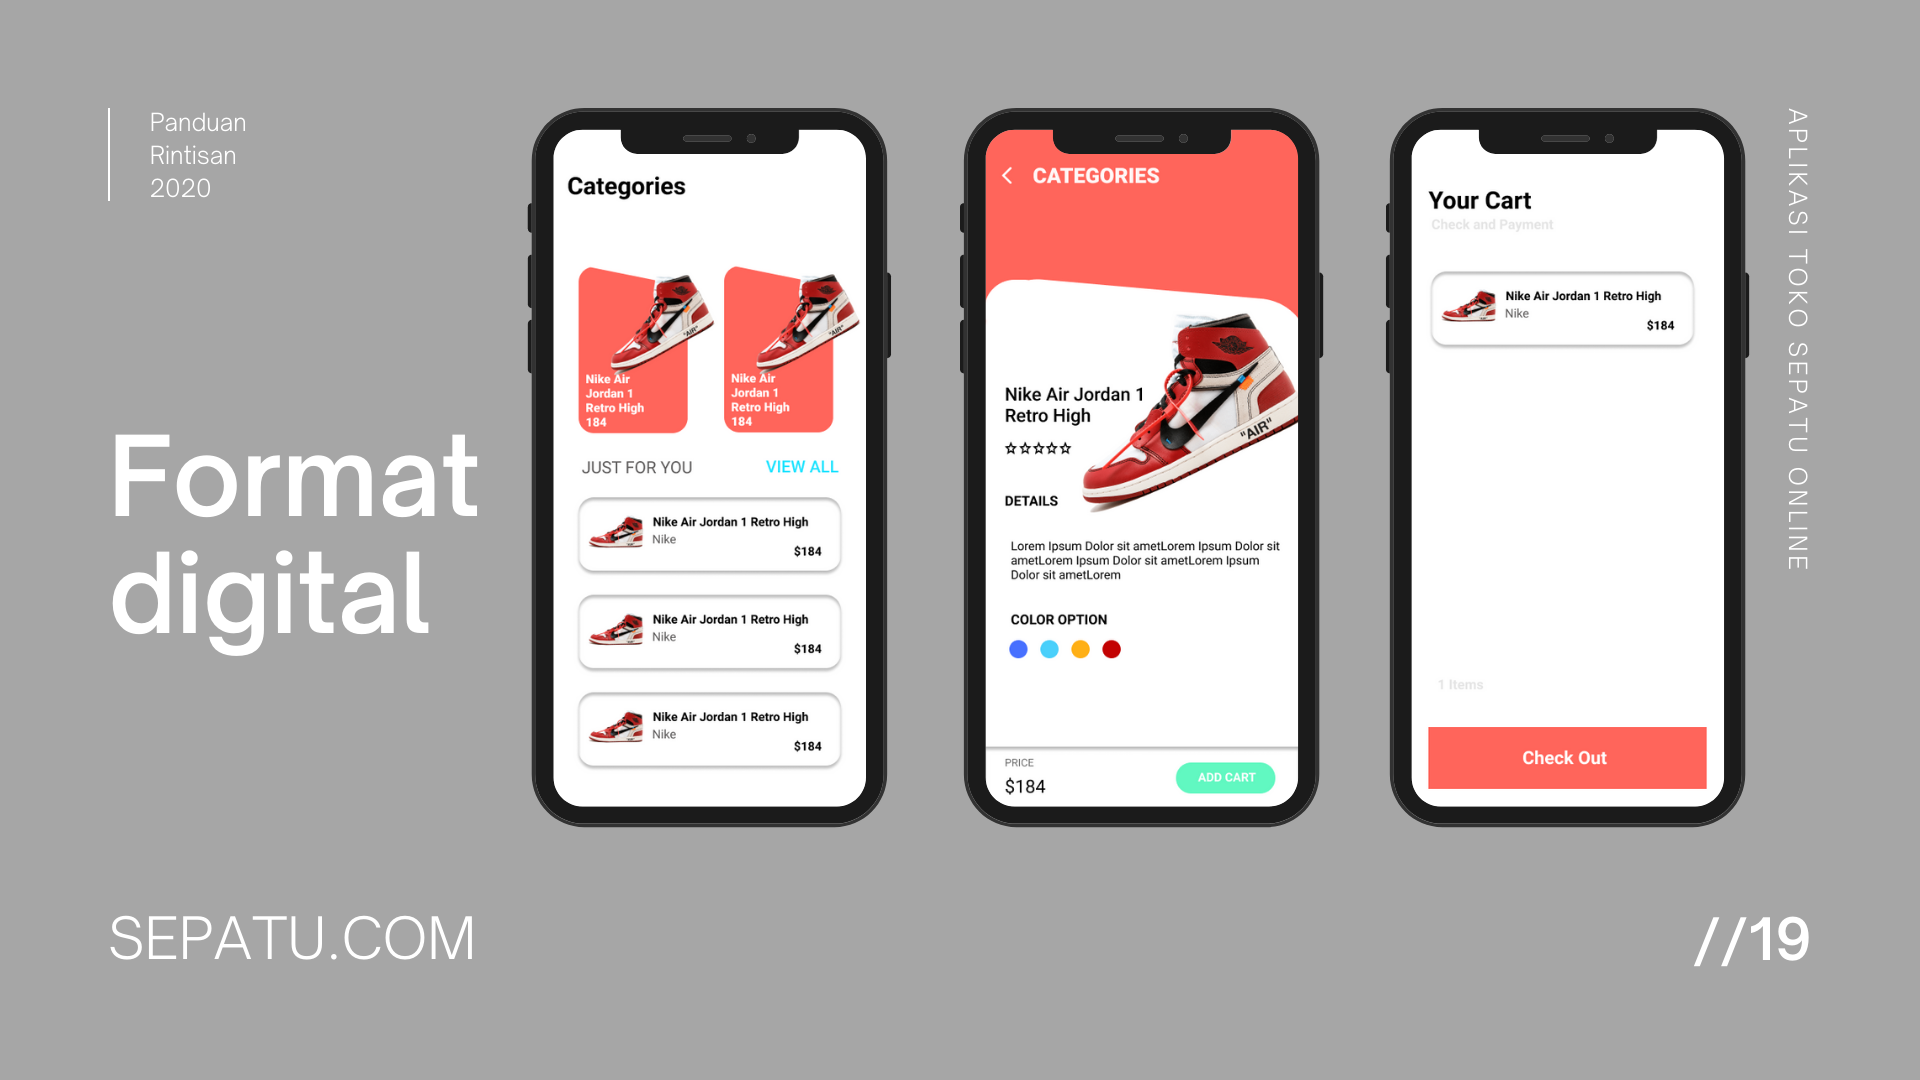 Panduan
Rintisan
2020
Format
digital
SEPATU.COM
Categories
Nike Air
Jordan 1
Retro High
184
Nike Air
Jordan 1
Retro High
184
JUST FOR YOU
VIEW ALL
Nike Air Jordan 1 Retro High
Nike
$184
Nike Air Jordan 1 Retro High
Nike
$184
Nike Air Jordan 1 Retro High
Nike
$184
CATEGORIES
Nike Air Jordan 1
Retro High
"AIR"
DETAILS
Lorem Ipsum Dolor sit ametLorem Ipsum Dolor sit
ametLorem Ipsum Dolor sit ametLorem Ipsum
Dolor sit ametLorem
COLOR OPTION
PRICE
$184
ADD CART
Your Cart
Check and Payment
Nike Air Jordan 1 Retro High
Nike
$184
1 Items
Check Out
APLIKASI TOKO SEPATU ONLINE
//19